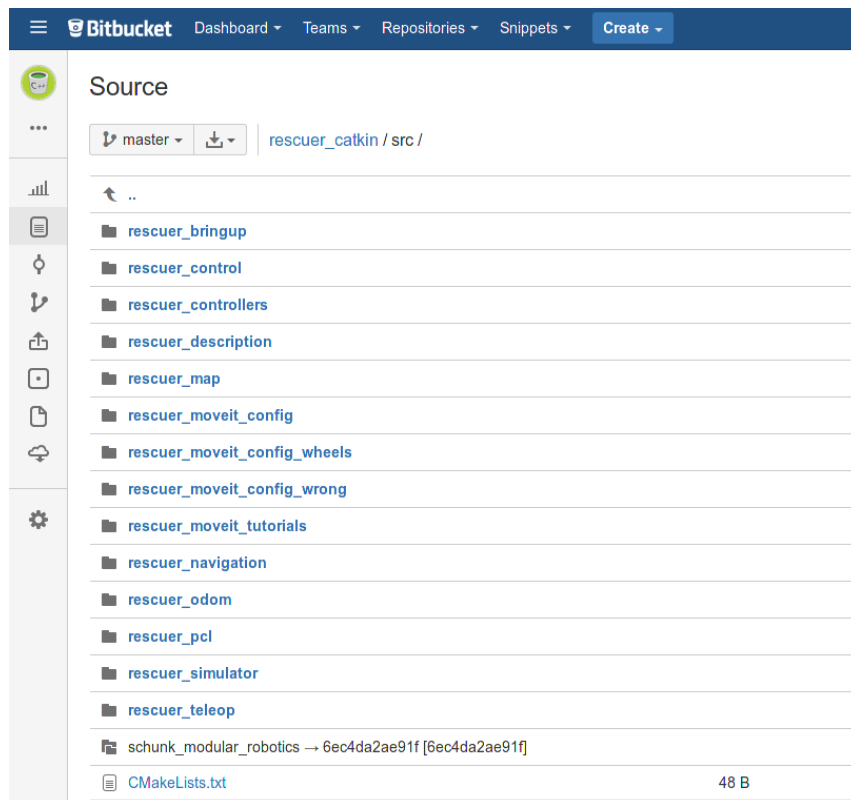 Bitbucket Dashboard Teams Repositories Snippets Create
C++
Source
master rescuer_catkin / src /
..
rescuer_bringup
rescuer_control
rescuer_controllers
rescuer_description
rescuer_map
rescuer_moveit_config
rescuer_moveit_config_wheels
rescuer_moveit_config_wrong
rescuer_moveit_tutorials
rescuer_navigation
rescuer_odom
rescuer_pcl
rescuer_simulator
rescuer_teleop
schunk_modular_robotics → 6ec4da2ae91f [6ec4da2ae91f]
CMakeLists.txt 48 B